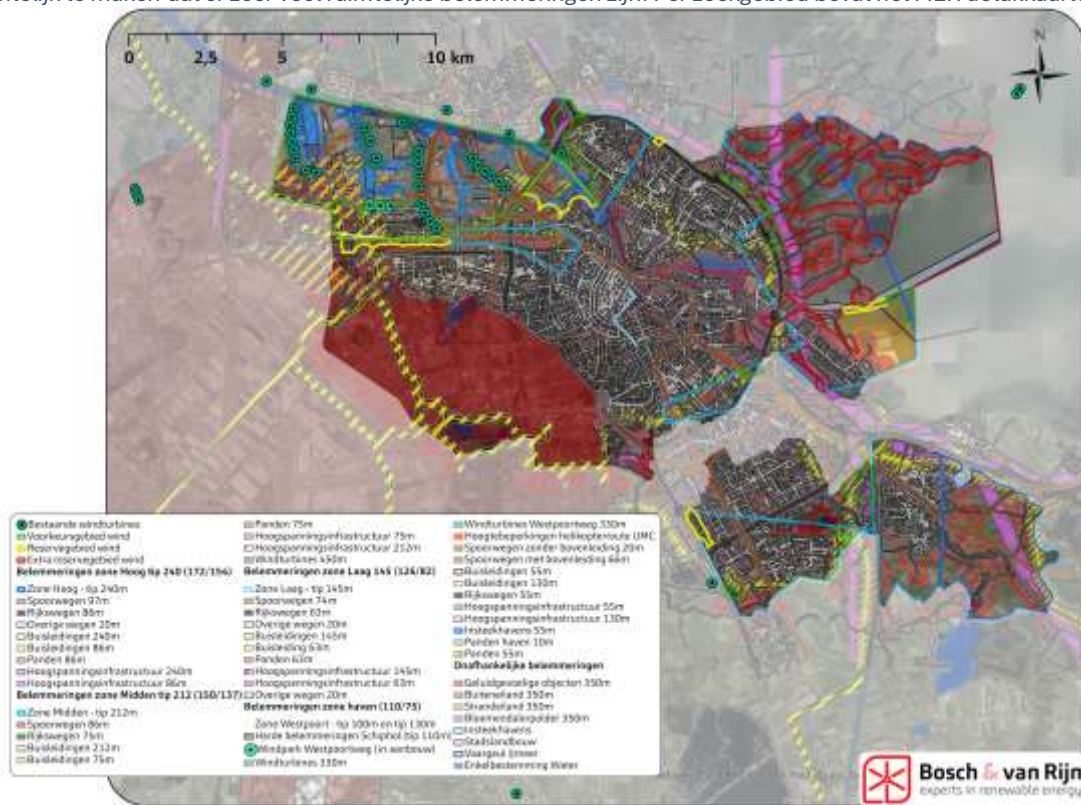 0 2,5 5 10 km
N
Bestaande windturbines
Voorkeursgebied wind
Reservegebied wind
Extra reservegebied wind
Belemmeringen zone Hoog tip 240 (172/156)
Zone Hoog - tip 240m
Spoorwegen 97m
Rijkswegen 86m
Overige wegen 20m
Buisleidingen 240m
Buisleidingen 86m
Panden 86m
Hoogspanningsinfrastructuur 240m
Hoogspanningsinfrastructuur 86m
Belemmeringen zone Midden tip 212 (150/137)
Zone Midden - tip 212m
Spoorwegen 86m
Rijkswegen 75m
Buisleidingen 212m
Buisleidingen 75m
Panden 75m
Hoogspanningsinfrastructuur 75m
Hoogspanningsinfrastructuur 212m
Windturbines 450m
Belemmeringen zone Laag 145 (126/82)
Zone Laag - tip 145m
Spoorwegen 74m
Rijkswegen 63m
Overige wegen 20m
Buisleidingen 145m
Buisleiding 63m
Panden 63m
Hoogspanningsinfrastructuur 145m
Hoogspanningsinfrastructuur 63m
Overige wegen 20m
Belemmeringen zone haven (110/75)
Zone Westpoort - tip 100m en tip 130m
Harde belemmeringen Schiphol (tip 110m)
Windpark Westpoortweg (in aanbouw)
Windturbines 330m
Windturbines Westpoortweg 330m
Hoogtebeperkingen helikopterroute UMC
Spoorwegen zonder bovenleiding 20m
Spoorwegen met bovenleiding 66m
Buisleidingen 55m
Buisleidingen 130m
Rijkswegen 55m
Hoogspanningsinfrastructuur 55m
Hoogspanningsinfrastructuur 130m
Insteekhavens 55m
Panden haven 10m
Panden 55m
Onafhankelijke belemmeringen
Geluidgevoelige objecten 350m
Buiteneiland 350m
Strandeiland 350m
Bloemendalerpolder 350m
Insteekhavens
Stadslandbouw
Vaargeul IJmeer
Enkelbestemming Water
Bosch & van Rijn
experts in renewable energy